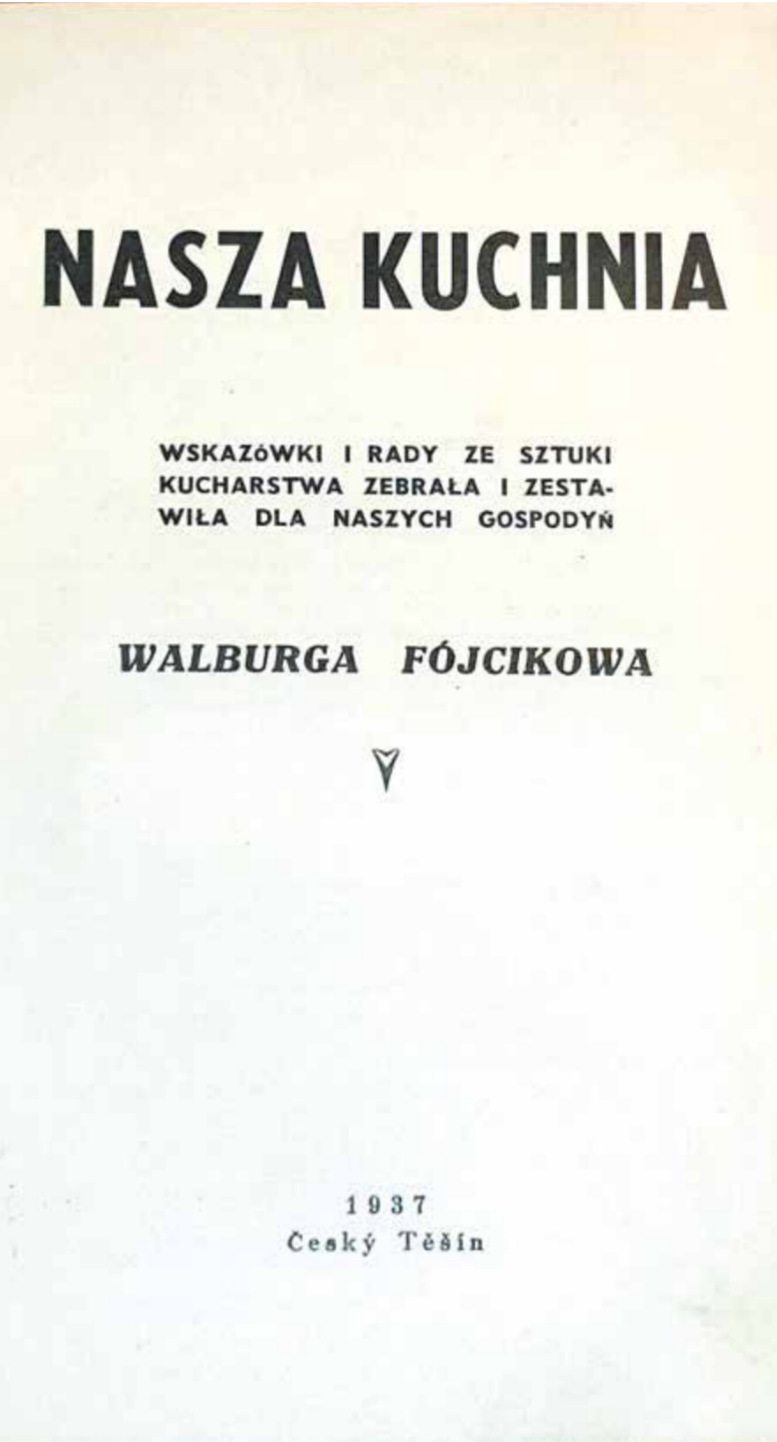 NASZA KUCHNIA
WSKAZÓWKI I RADY ZE SZTUKI
KUCHARSTWA ZEBRAŁA I ZESTA-
WIŁA DLA NASZYCH GOSPODYŃ
WALBURGA FÓJCIKOWA
1937
Český Těšín